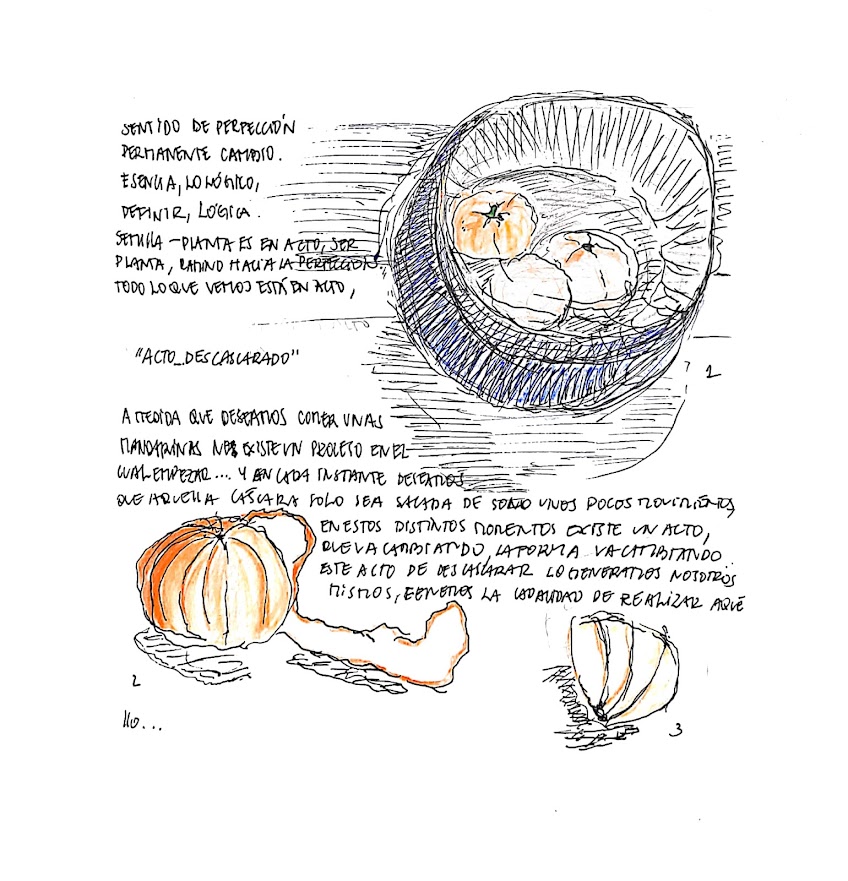 SENTIDO DE PERFECCIÓN
PERMANENTE CAMBIO.
ESENCIA, LO LÓGICO,
DEFINIR, LÓGICA.
SEMILLA - PLANTA ES EN ACTO, SER
PLANTA, CAMINO HACIA LA PERFECCIÓN
TODO LO QUE VEMOS ESTÁ EN ACTO,
"ACTO_DESCASCARADO"
1
A MEDIDA QUE DESEAMOS COMER UNAS
MANDARINAS EXISTE UN PROCESO EN EL
CUAL EMPEZAR... Y EN CADA INSTANTE DESEAMOS
QUE AQUELLA CÁSCARA SOLO SEA SACADA DE UNOS POCOS MOVIMIENTOS,
EN ESTOS DISTINTOS MOMENTOS EXISTE UN ACTO,
QUE VA CAMBIANDO, LA FORMA VA CAMBIANDO
ESTE ACTO DE DESCASCARAR LO GENERAMOS NOSOTROS
MISMOS, TENEMOS LA CAPACIDAD DE REALIZAR AQUÉ
2
3
llo...